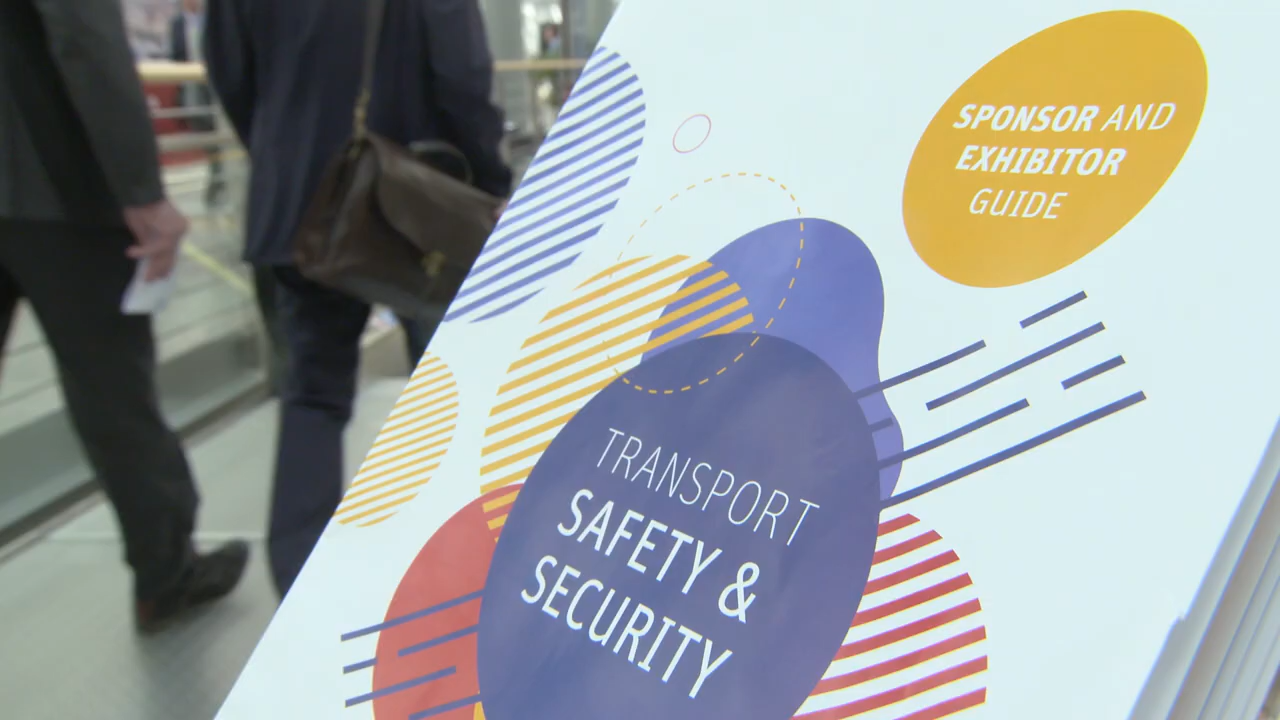 SPONSOR AND
EXHIBITOR
GUIDE
TRANSPORT
SAFETY &
SECURITY